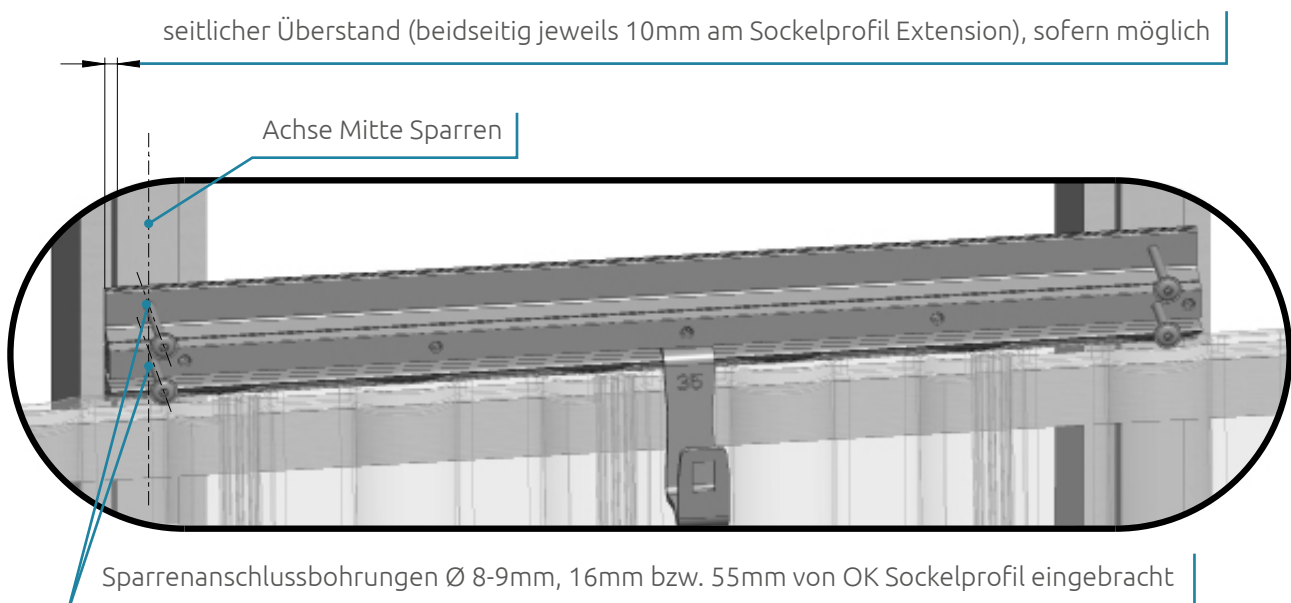 seitlicher Überstand (beidseitig jeweils 10mm am Sockelprofil Extension), sofern möglich
Achse Mitte Sparren
35
Sparrenanschlussbohrungen Ø 8-9mm, 16mm bzw. 55mm von OK Sockelprofil eingebracht